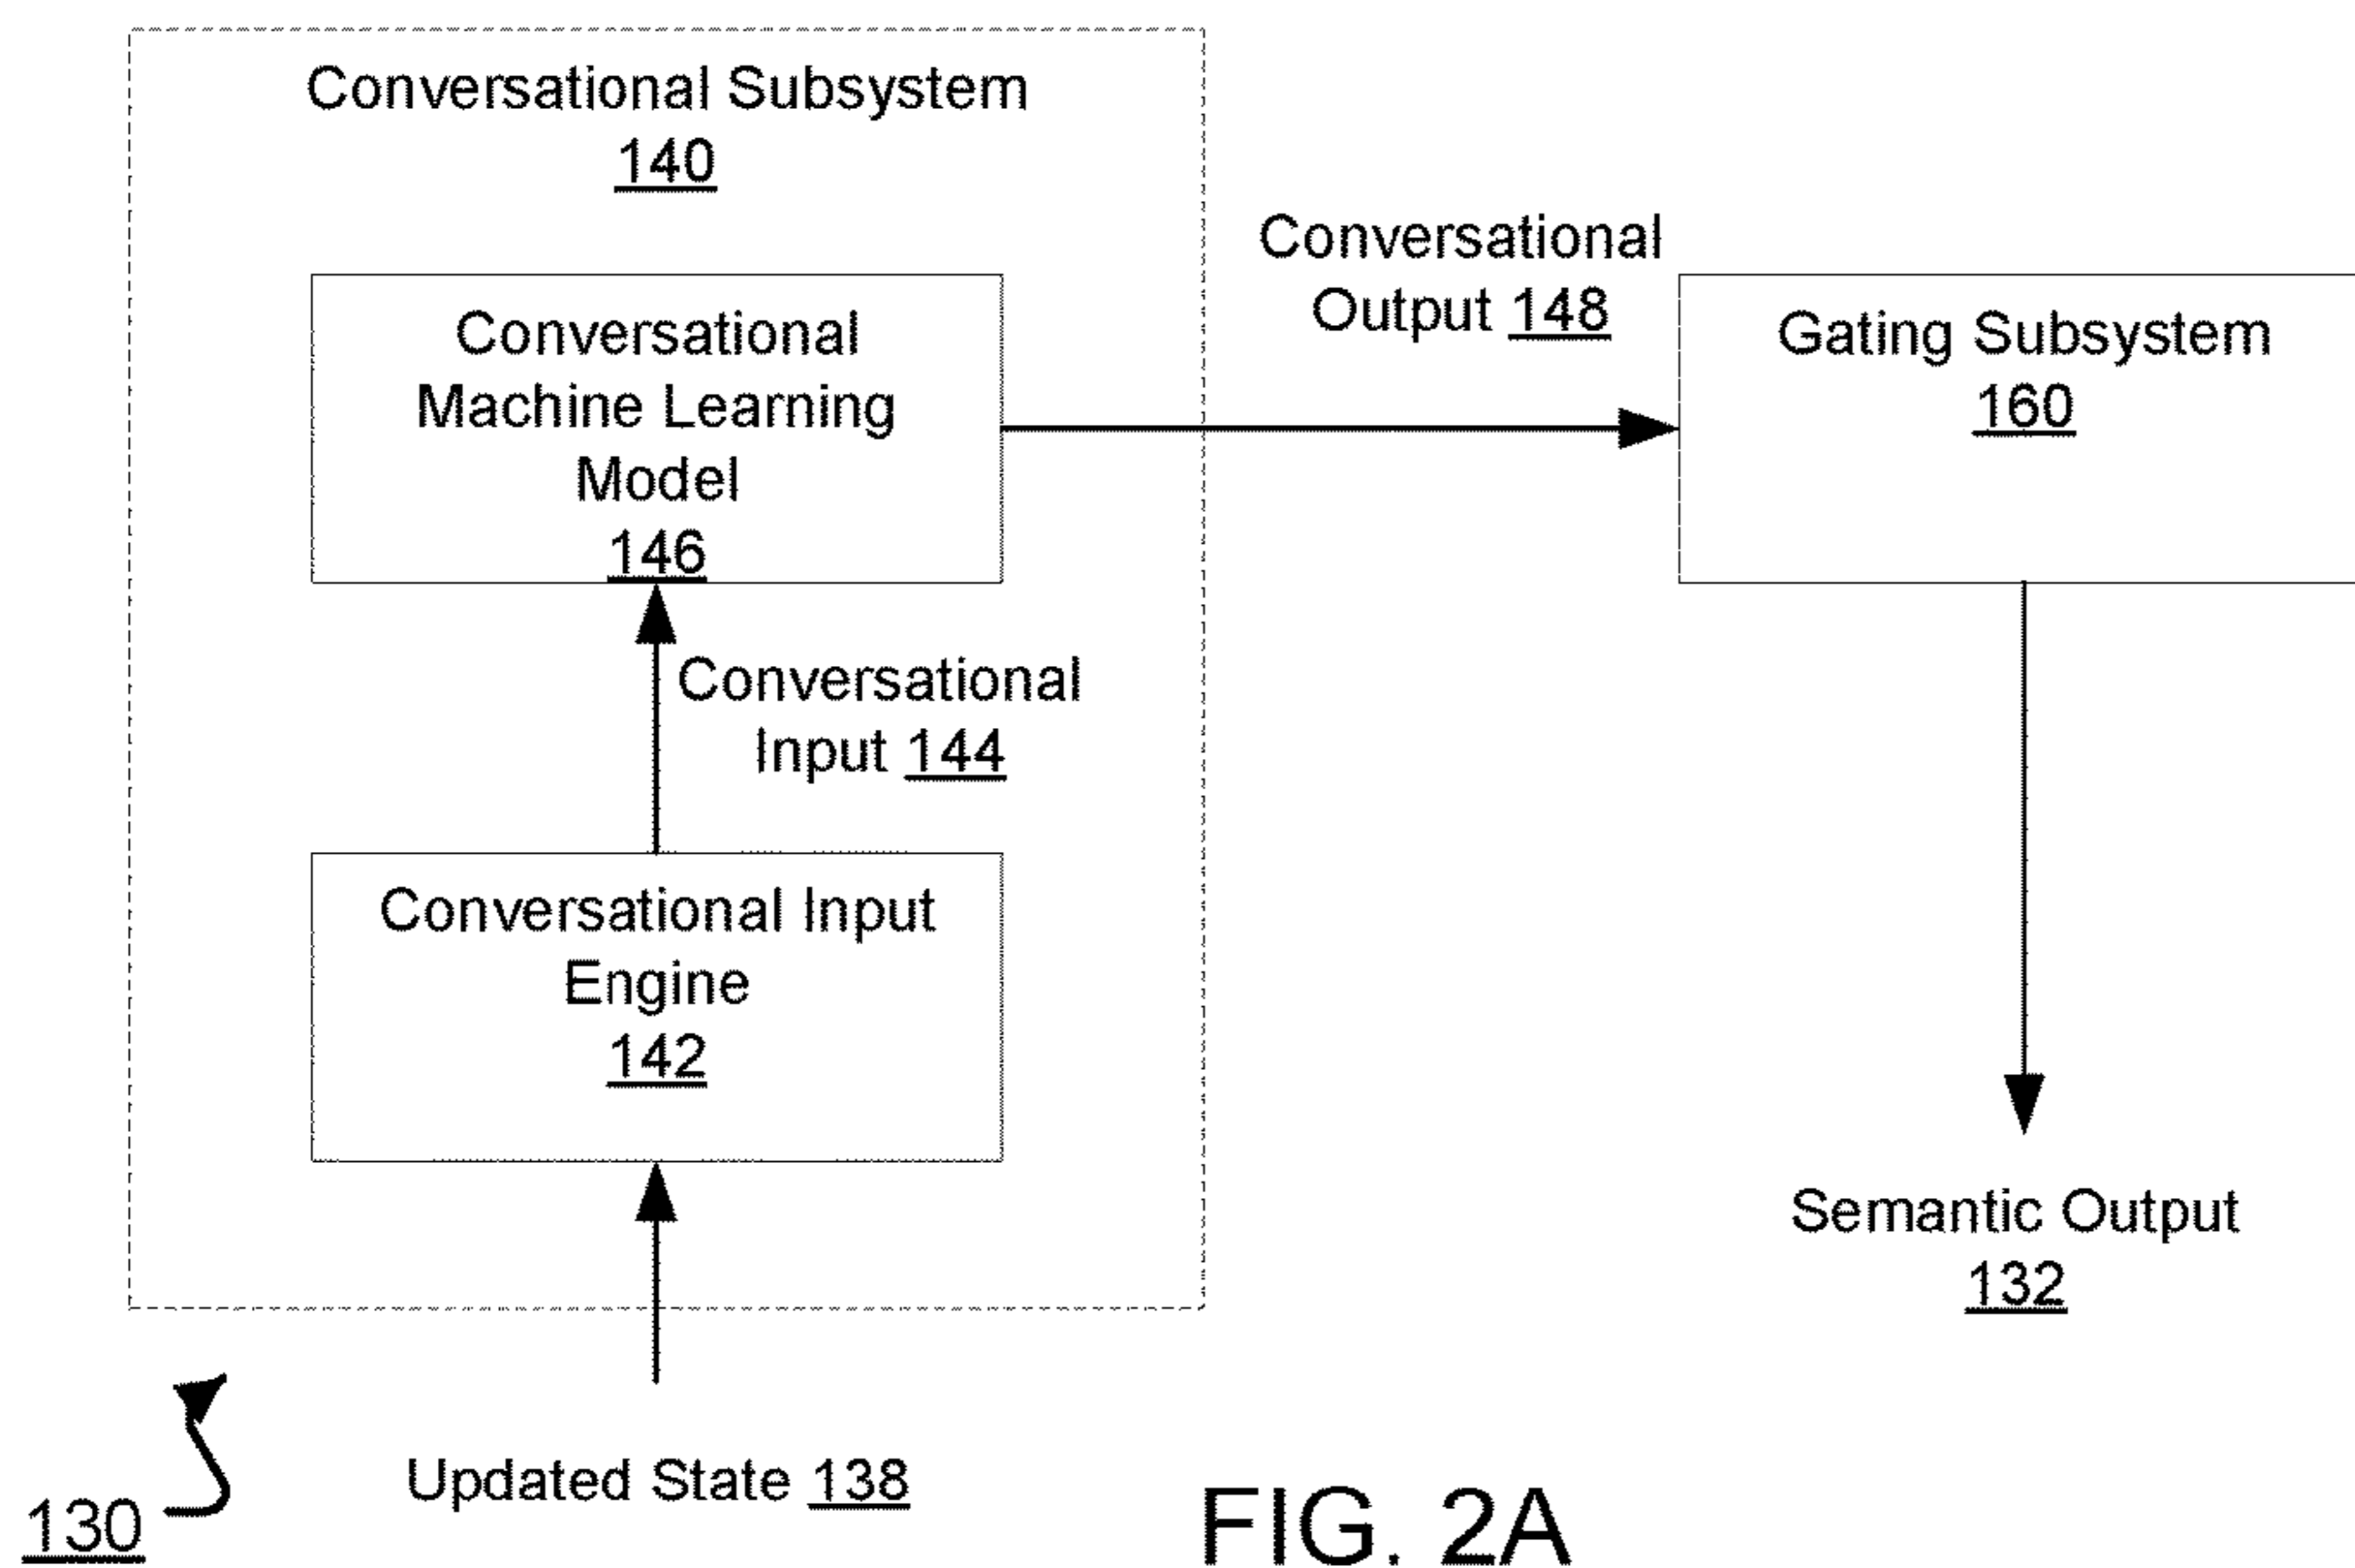 Conversational Subsystem
140
Conversational
Machine Learning
Model
146
Conversational
Output 148
Gating Subsystem
160
Conversational
Input 144
Conversational Input
Engine
142
Semantic Output
132
Updated State 138
130
FIG. 2A